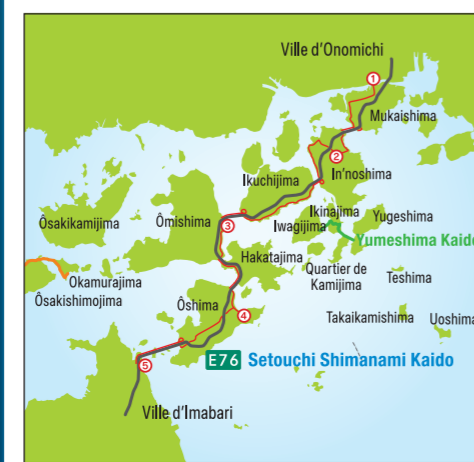 Ville d'Onomichi
①
Mukaishima
②
In'noshima
Ikuchijima
Ikinajima
Yugeshima
Ôsakikamijima
Ômishima
Iwagijima
③
Yumeshima Kaido
Hakatajima
Quartier de
Kamijima
Teshima
Okamurajima
Ôsakishimojima
Ôshima
④
Takaikamishima
Uoshima
⑤
E76 Setouchi Shimanami Kaido
Ville d'Imabari